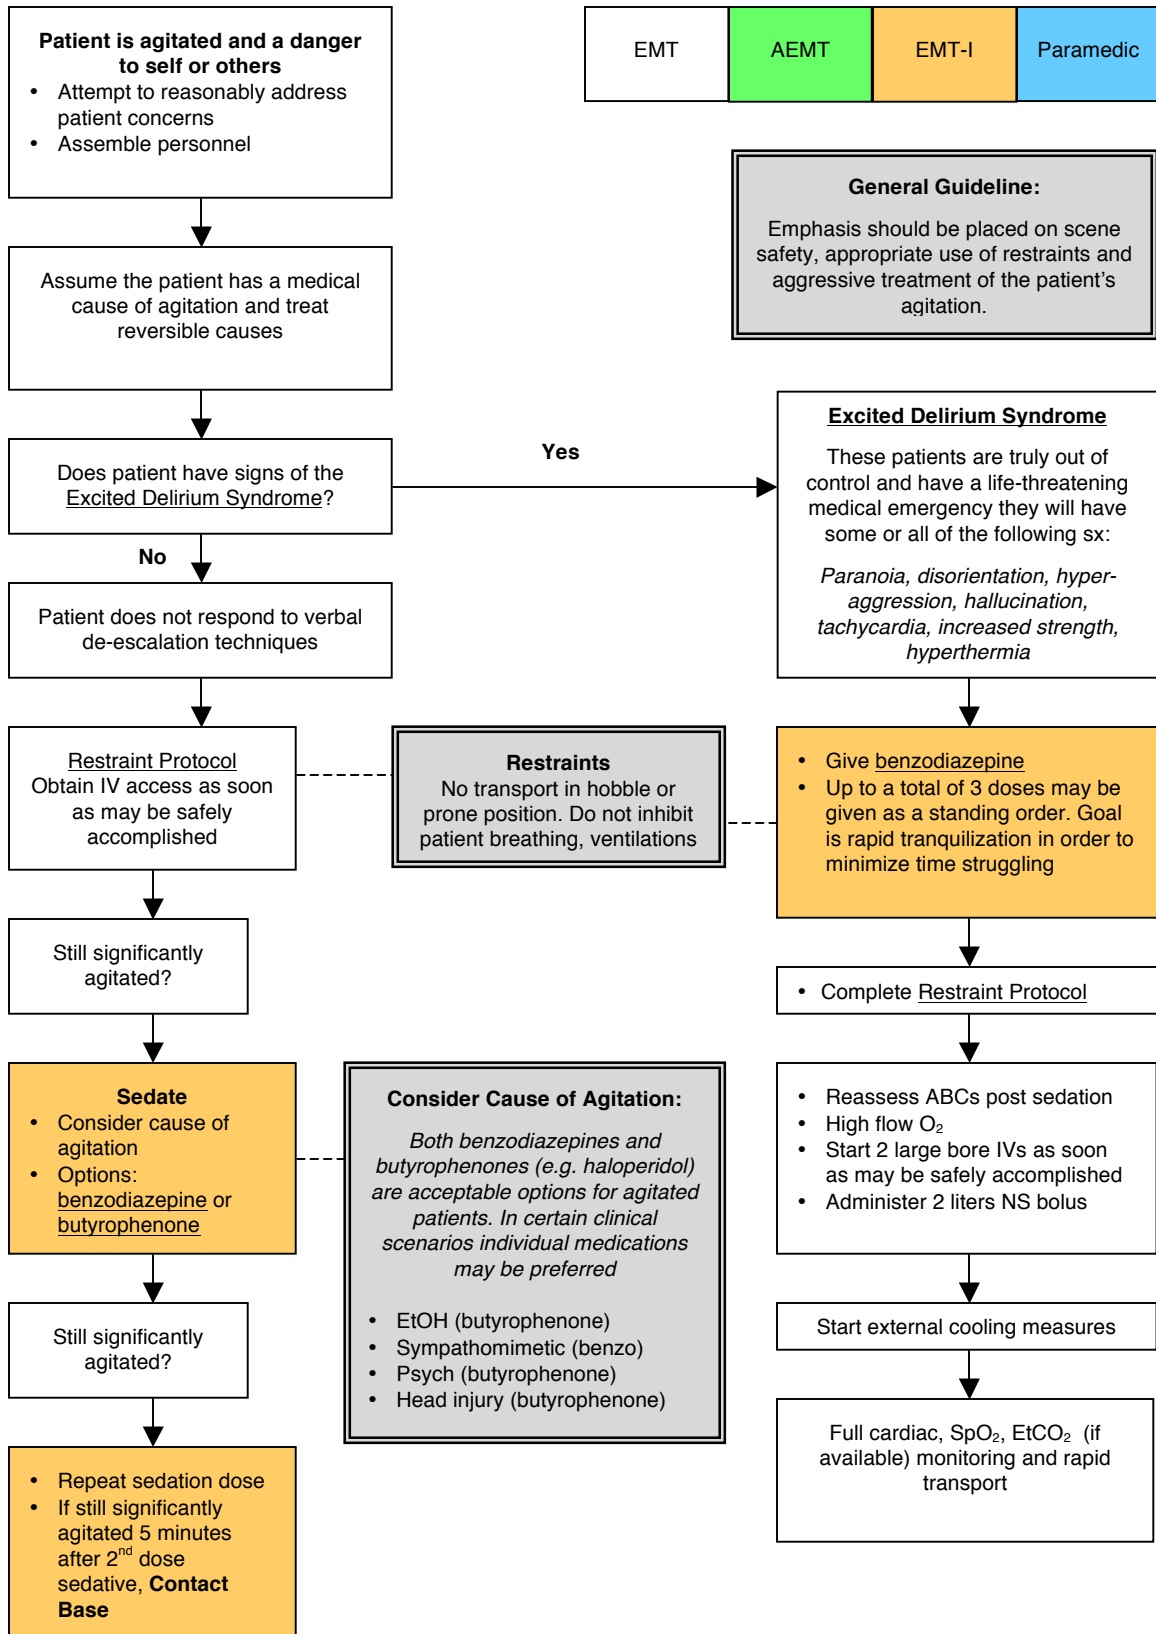 Patient is agitated and a danger
to self or others
• Attempt to reasonably address
patient concerns
• Assemble personnel
EMT
AEMT
EMT-I
Paramedic
General Guideline:
Emphasis should be placed on scene
safety, appropriate use of restraints and
aggressive treatment of the patient's
agitation.
Assume the patient has a medical
cause of agitation and treat
reversible causes
Does patient have signs of the
Excited Delirium Syndrome?
Yes
No
Excited Delirium Syndrome
These patients are truly out of
control and have a life-threatening
medical emergency they will have
some or all of the following sx:
Paranoia, disorientation, hyper-
aggression, hallucination,
tachycardia, increased strength,
hyperthermia
Patient does not respond to verbal
de-escalation techniques
Restraint Protocol
Obtain IV access as soon
as may be safely
accomplished
Restraints
No transport in hobble or
prone position. Do not inhibit
patient breathing, ventilations
• Give benzodiazepine
• Up to a total of 3 doses may be
given as a standing order. Goal
is rapid tranquilization in order to
minimize time struggling
Still significantly
agitated?
• Complete Restraint Protocol
Sedate
• Consider cause of
agitation
• Options:
benzodiazepine or
butyrophenone
Consider Cause of Agitation:
Both benzodiazepines and
butyrophenones (e.g. haloperidol)
are acceptable options for agitated
patients. In certain clinical
scenarios individual medications
may be preferred
• EtOH (butyrophenone)
• Sympathomimetic (benzo)
• Psych (butyrophenone)
• Head injury (butyrophenone)
• Reassess ABCs post sedation
• High flow O₂
• Start 2 large bore IVs as soon
as may be safely accomplished
• Administer 2 liters NS bolus
Still significantly
agitated?
Start external cooling measures
• Repeat sedation dose
• If still significantly
agitated 5 minutes
after 2nd dose
sedative, Contact
Base
Full cardiac, SpO₂, EtCO₂ (if
available) monitoring and rapid
transport